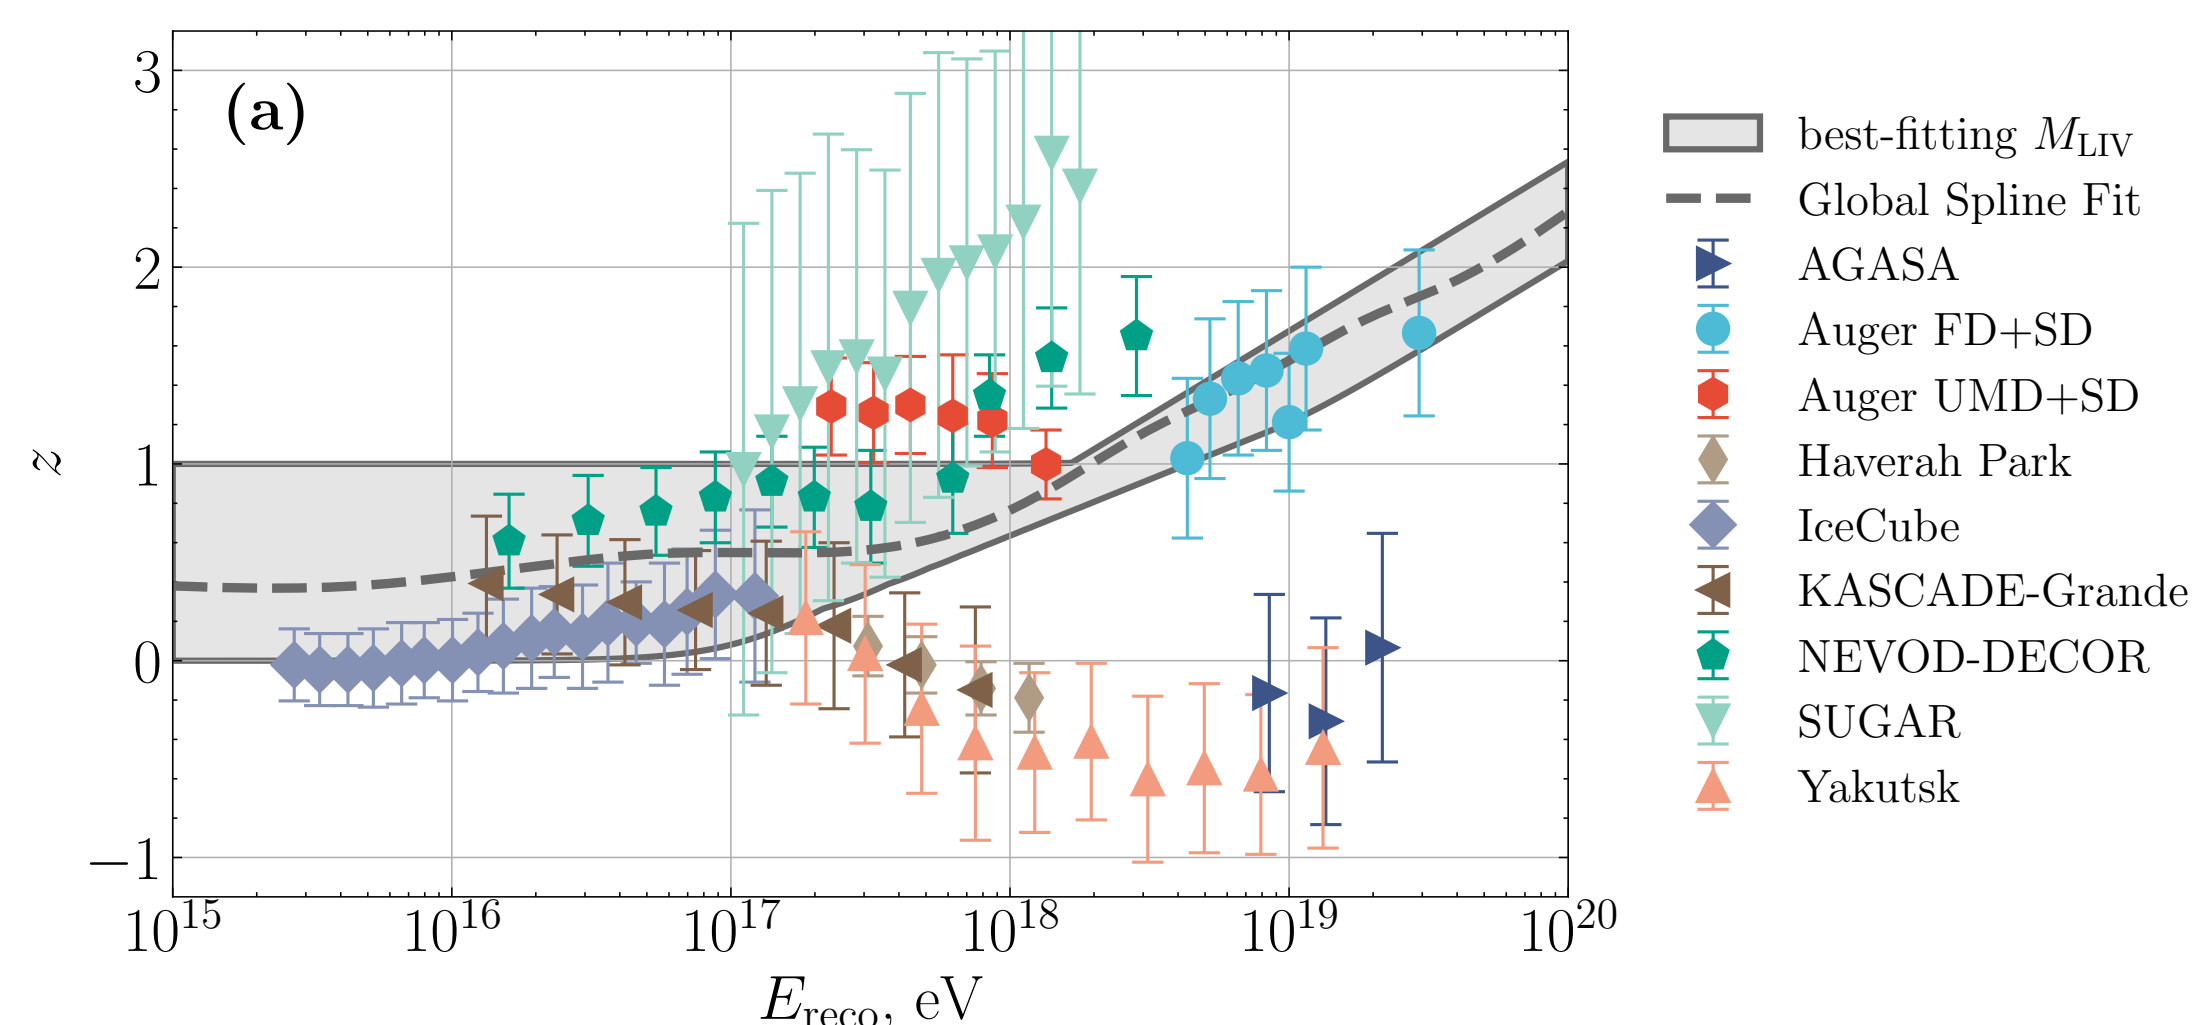 (a)
3
2
1
0
−1
z
10^15 10^16 10^17 10^18 10^19 10^20
E_reco, eV
best-fitting M_LIV
Global Spline Fit
AGASA
Auger FD+SD
Auger UMD+SD
Haverah Park
IceCube
KASCADE-Grande
NEVOD-DECOR
SUGAR
Yakutsk